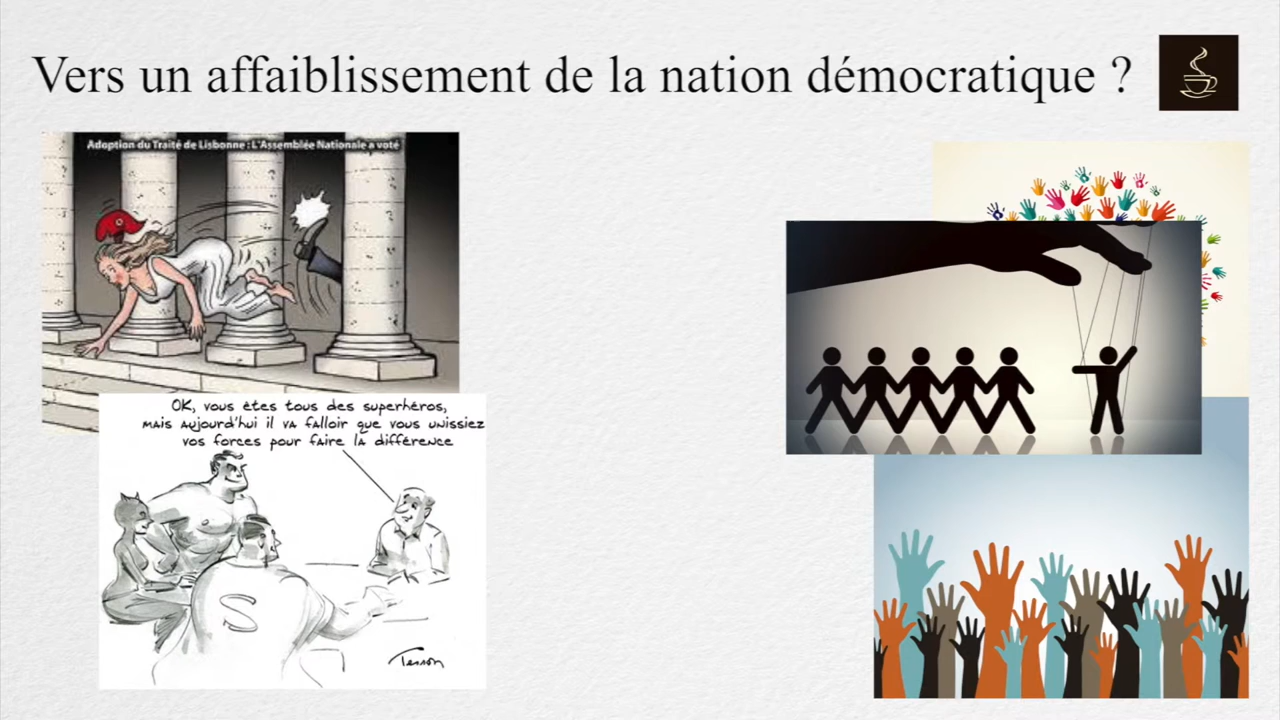 Vers un affaiblissement de la nation démocratique ?
Adoption du Traité de Lisbonne : L'Assemblée Nationale a voté
OK, vous êtes tous des superhéros,
mais aujourd'hui il va falloir que vous unissiez
vos forces pour faire la différence
S